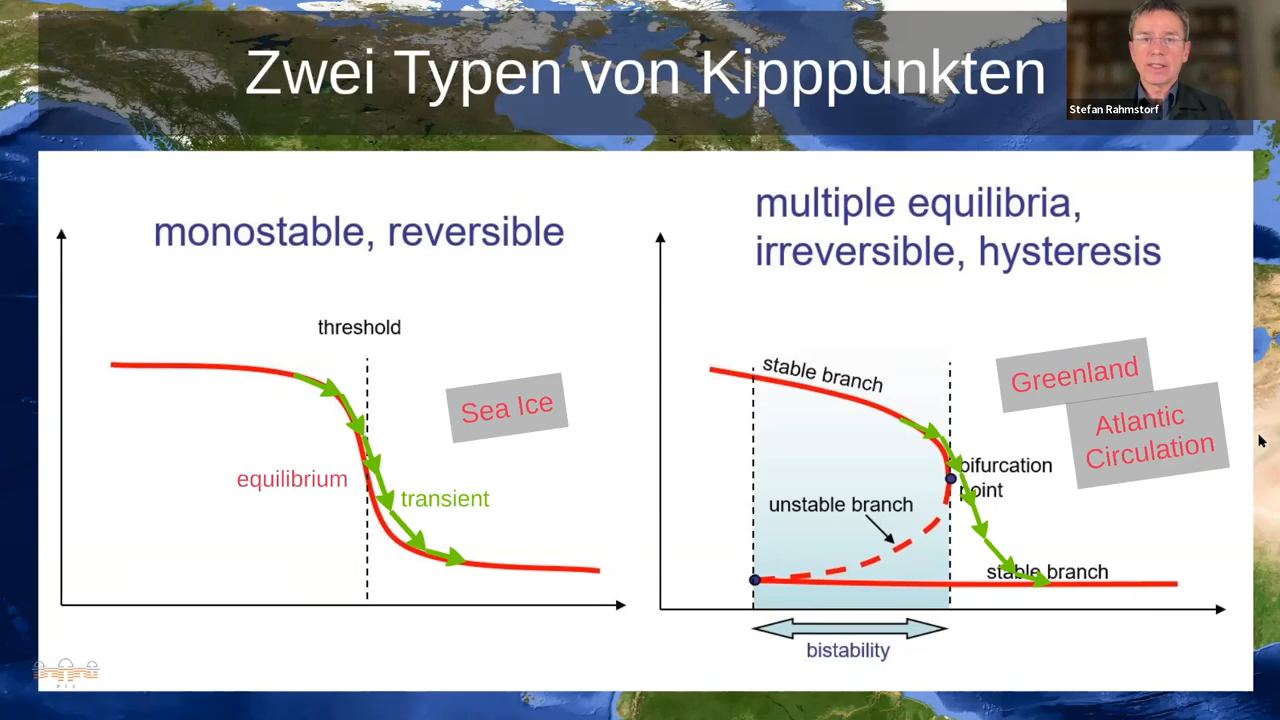 Zwei Typen von Kipppunkten
Stefan Rahmstorf
monostable, reversible
threshold
Sea Ice
equilibrium
transient
multiple equilibria,
irreversible, hysteresis
stable branch
Greenland
Atlantic
Circulation
bifurcation
point
unstable branch
stable branch
bistability
P I K